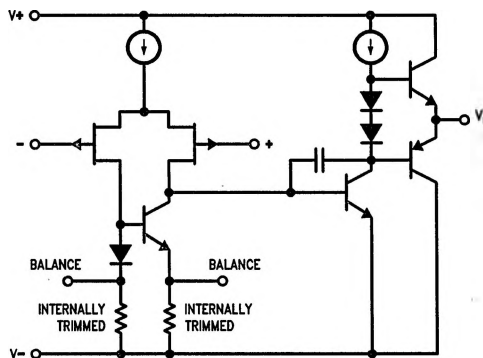 V+
-
+
V
BALANCE
BALANCE
INTERNALLY
TRIMMED
INTERNALLY
TRIMMED
V-